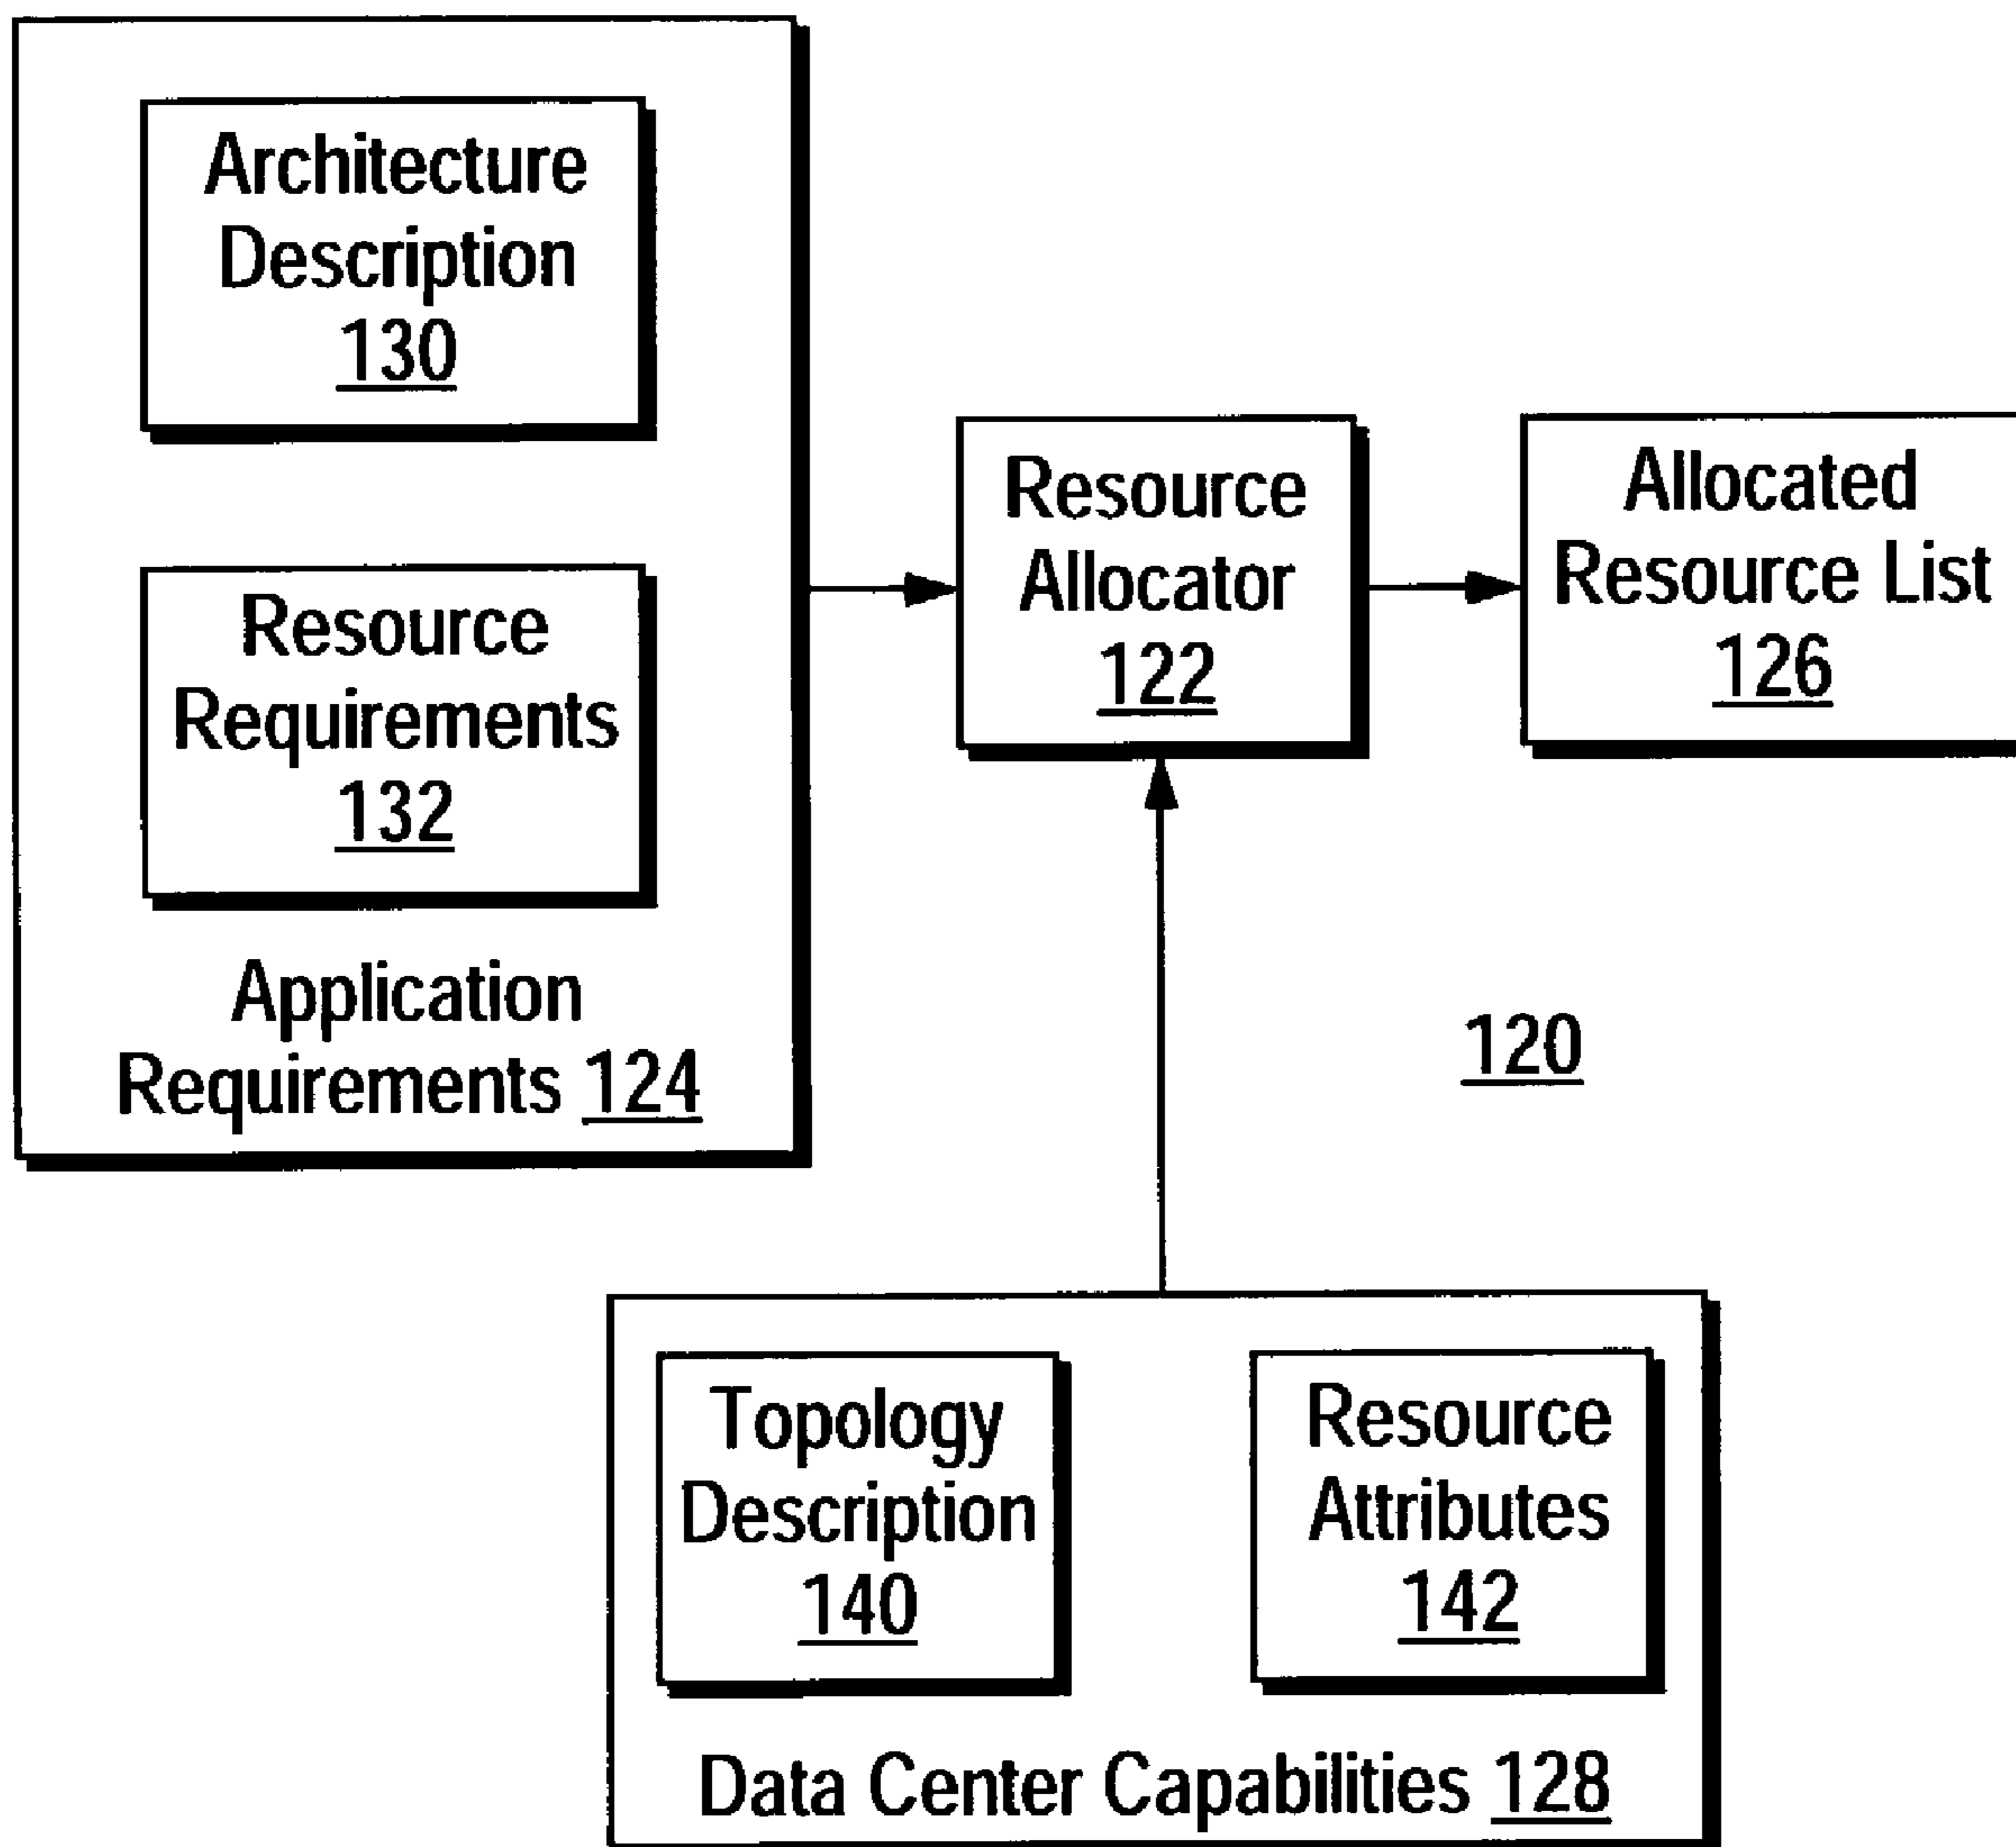 Architecture
Description
130
Resource
Requirements
132
Application
Requirements 124
Resource
Allocator
122
Allocated
Resource List
126
120
Topology
Description
140
Resource
Attributes
142
Data Center Capabilities 128